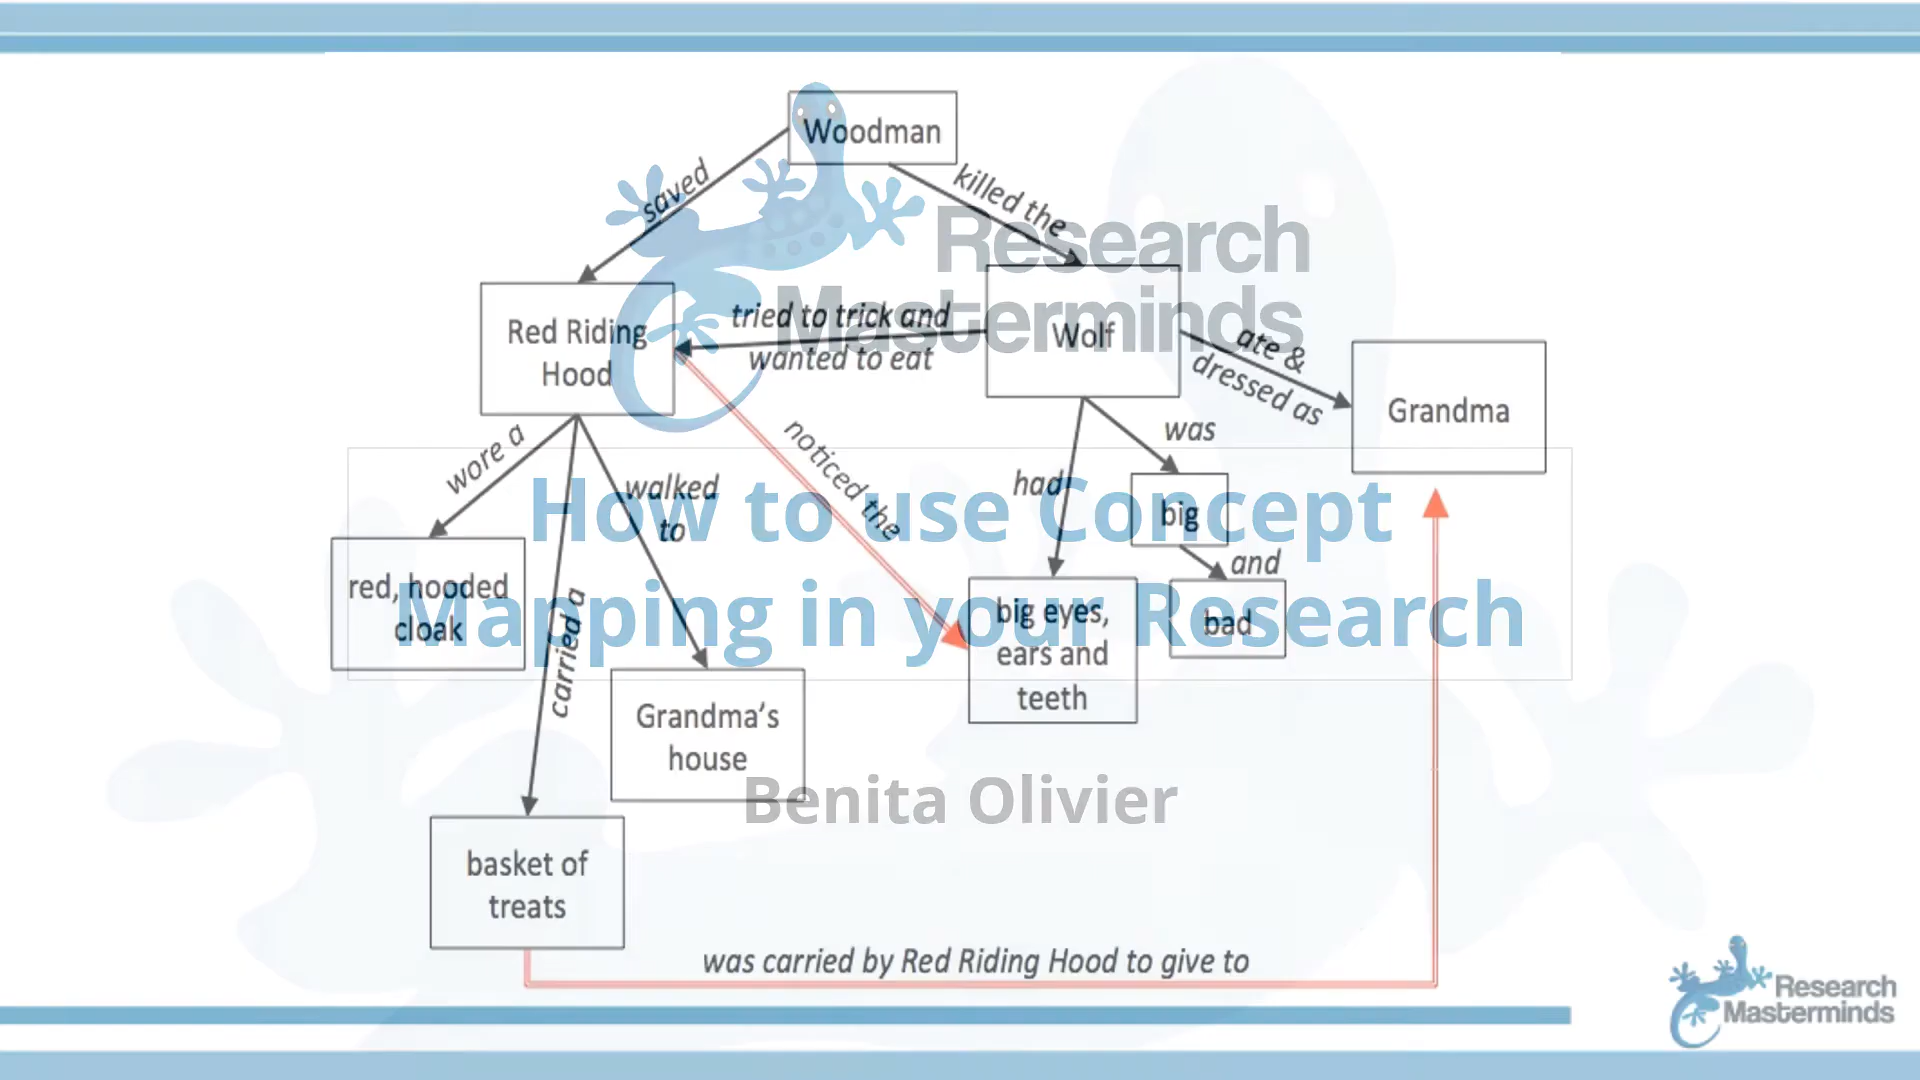 Woodman
saved
killed the
Research
Masterminds
Red Riding
Hood
tried to trick and
wanted to eat
Wolf
ate &
dressed as
Grandma
wore a
walked
to
noticed the
had
was
big
and
bad
How to use Concept
Mapping in your Research
red, hooded
cloak
carried a
big eyes,
ears and
teeth
Grandma's
house
Benita Olivier
basket of
treats
was carried by Red Riding Hood to give to
Research
Masterminds